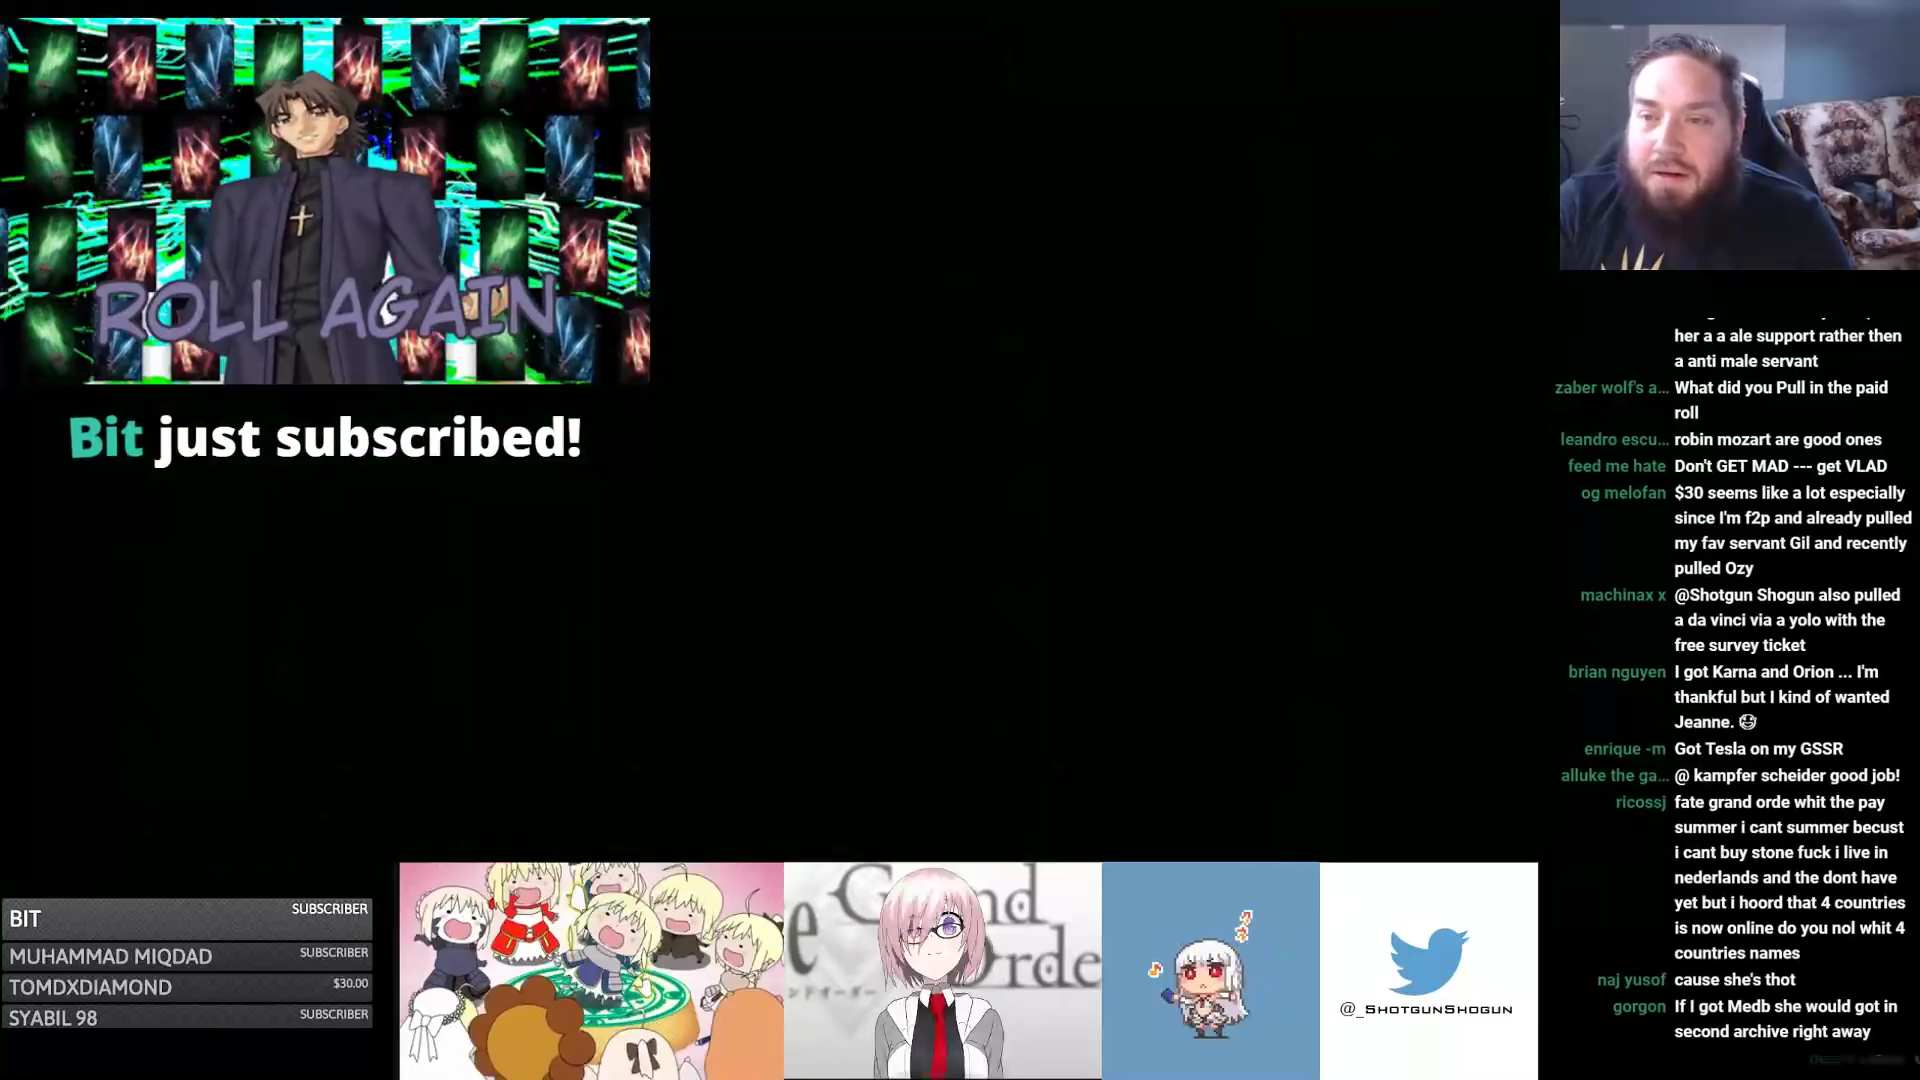 ROLL AGAIN
Bit just subscribed!
her a a ale support rather then
a anti male servant
zaber wolf's a... What did you Pull in the paid
roll
leandro escu... robin mozart are good ones
feed me hate Don't GET MAD --- get VLAD
og melofan $30 seems like a lot especially
since I'm f2p and already pulled
my fav servant Gil and recently
pulled Ozy
machinax x @Shotgun Shogun also pulled
a da vinci via a yolo with the
free survey ticket
brian nguyen I got Karna and Orion ... I'm
thankful but I kind of wanted
Jeanne.
enrique -m Got Tesla on my GSSR
alluke the ga... @ kampfer scheider good job!
ricossj fate grand orde whit the pay
summer i cant summer becust
i cant buy stone fuck i live in
nederlands and the dont have
yet but i hoord that 4 countries
is now online do you nol whit 4
countries names
naj yusof cause she's thot
gorgon If I got Medb she would got in
second archive right away
BIT SUBSCRIBER
MUHAMMAD MIQDAD SUBSCRIBER
TOMDXDIAMOND $30.00
SYABIL 98 SUBSCRIBER
e Grand
Orde
ンドオーダー
@_SHOTGUNSHOGUN